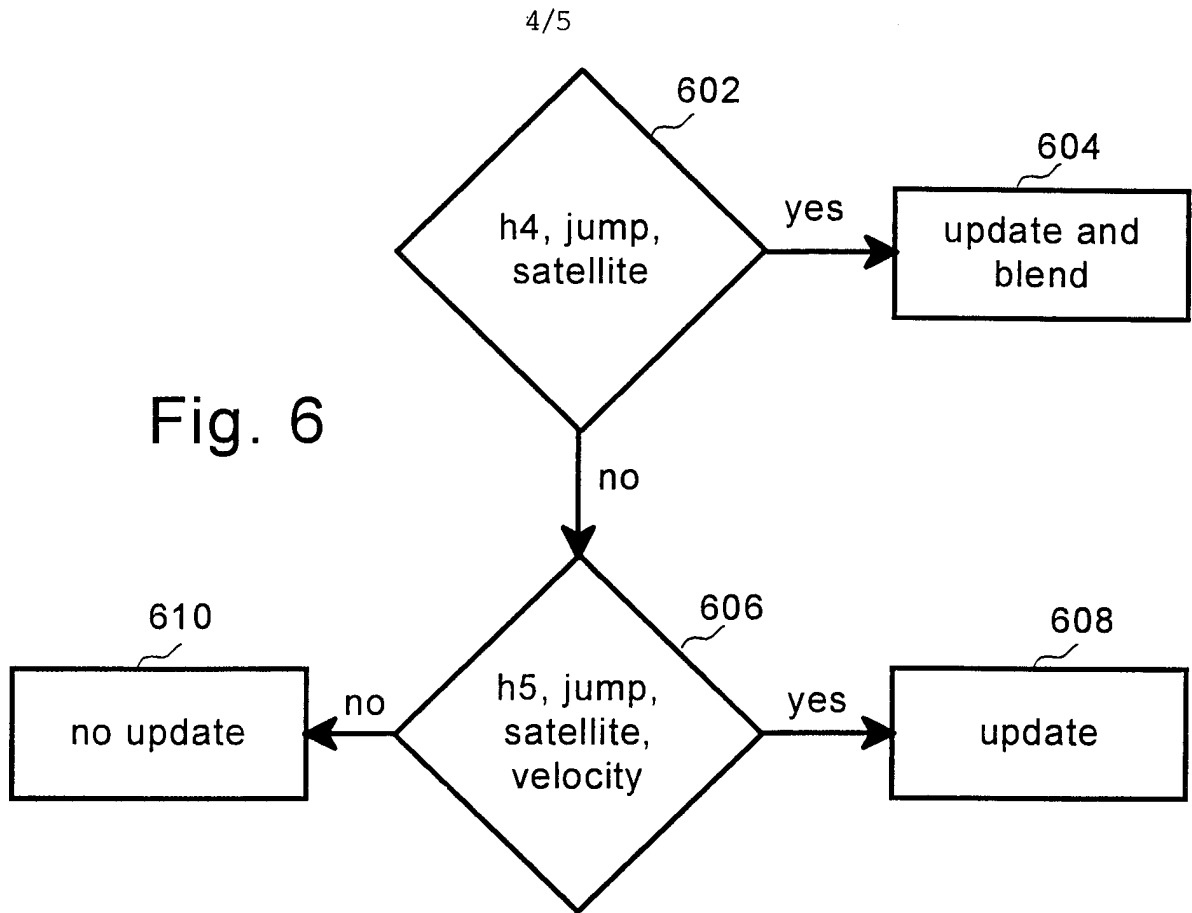 4/5
602
604
h4, jump,
satellite
yes
update and
blend
Fig. 6
no
610
606
608
no update
no
h5, jump,
satellite,
velocity
yes
update